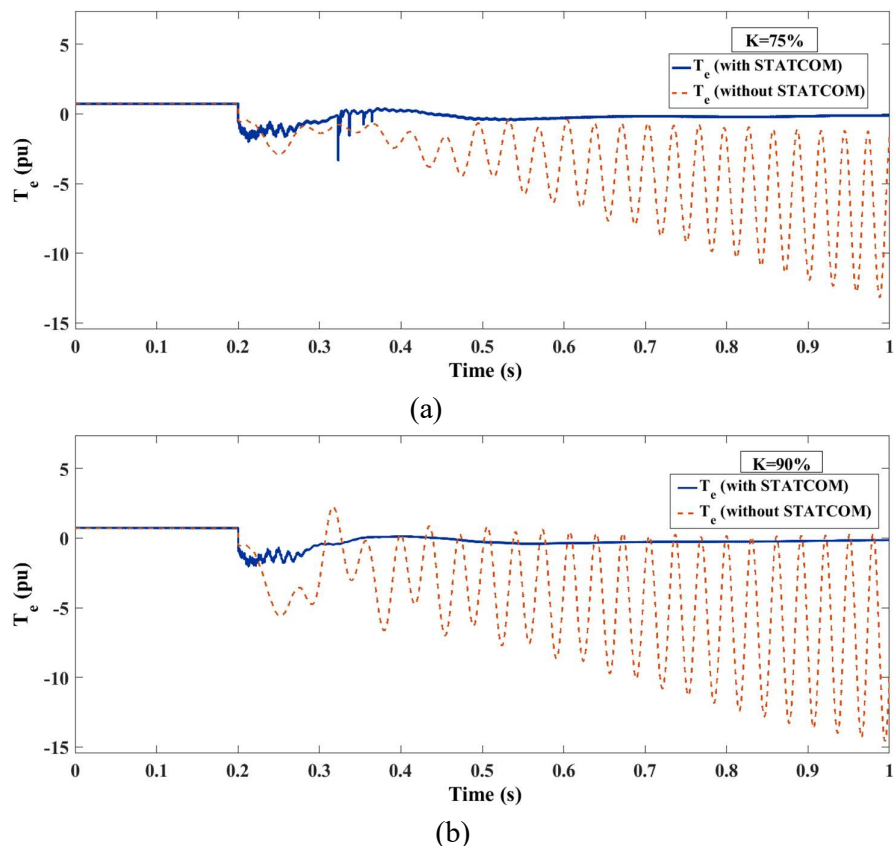 K=75%
T_e (with STATCOM)
T_e (without STATCOM)
T_e (pu)
5
0
-5
-10
-15
0 0.1 0.2 0.3 0.4 0.5 0.6 0.7 0.8 0.9 1
Time (s)
(a)
K=90%
T_e (with STATCOM)
T_e (without STATCOM)
T_e (pu)
5
0
-5
-10
-15
0 0.1 0.2 0.3 0.4 0.5 0.6 0.7 0.8 0.9 1
Time (s)
(b)